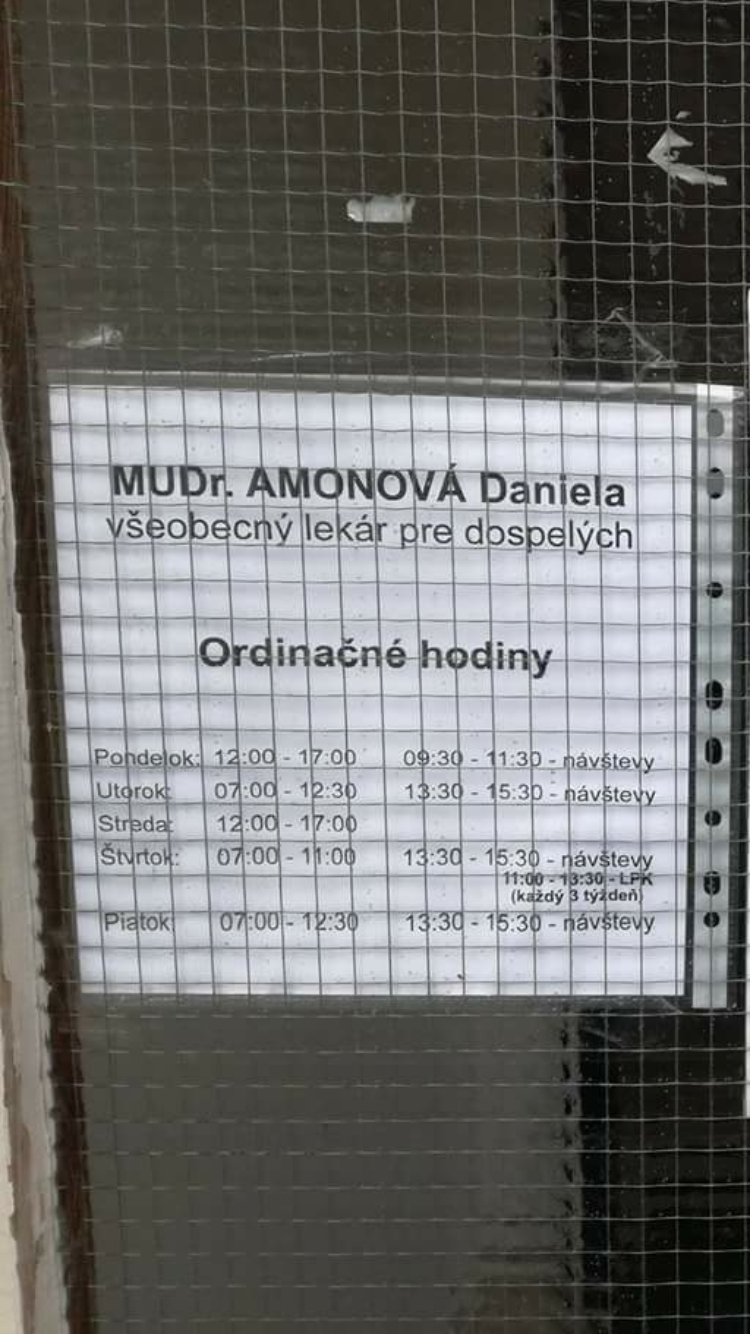 MUDr. AMONOVÁ Daniela
všeobecný lekár pre dospelých
Ordinačné hodiny
Pondelok: 12:00 - 17:00 09:30 - 11:30 - návštevy
Utorok: 07:00 - 12:30 13:30 - 15:30 - návštevy
Streda: 12:00 - 17:00
Štvrtok: 07:00 - 11:00 13:30 - 15:30 - návštevy
11:00 - 13:30 - LPK
(každý 3 týždeň)
Piatok: 07:00 - 12:30 13:30 - 15:30 - návštevy